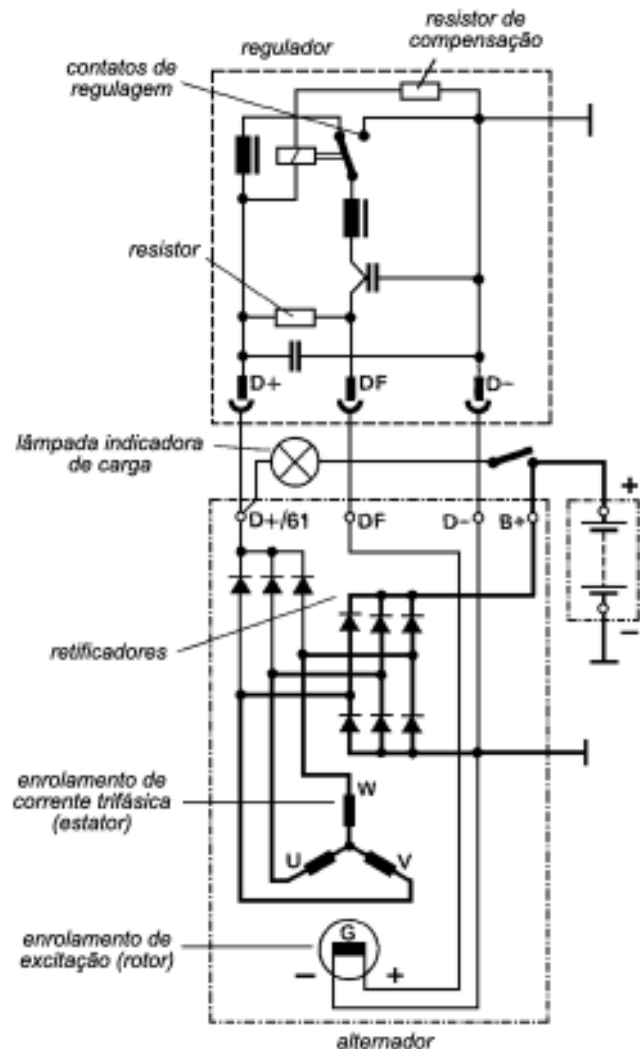 resistor de
compensação
regulador
contatos de
regulagem
resistor
D+ DF D-
lâmpada indicadora
de carga
+
D+/61 DF D- B+
−
retificadores
enrolamento de
corrente trifásica
(estator)
W
U V
enrolamento de
excitação (rotor)
G
− +
alternador